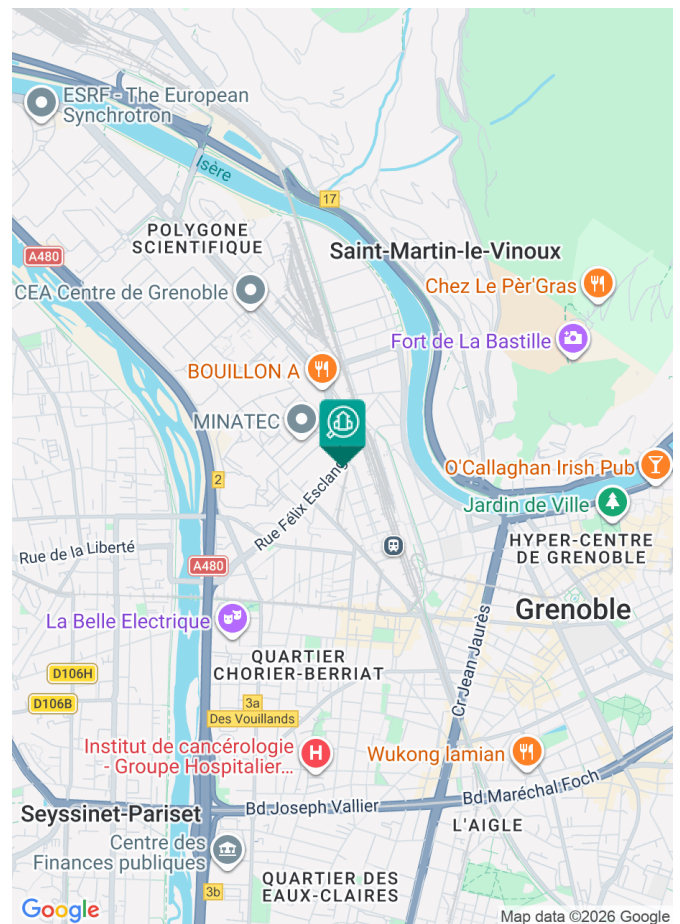 ESRF - The European
Synchrotron
Isère
17
POLYGONE
SCIENTIFIQUE
Saint-Martin-le-Vinoux
A480
CEA Centre de Grenoble
Chez Le Pèr'Gras
Fort de La Bastille
BOUILLON A
MINATEC
O'Callaghan Irish Pub
2
Jardin de Ville
Rue Félix Esclang
HYPER-CENTRE
DE GRENOBLE
Rue de la Liberté
A480
Grenoble
La Belle Electrique
Cr Jean Jaurès
QUARTIER
CHORIER-BERRIAT
D106H
D106B
3a
Des Vouillands
Institut de cancérologie
- Groupe Hospitalier...
H
Wukong lamian
Bd Maréchal Foch
Bd Joseph Vallier
Seyssinet-Pariset
L'AIGLE
Centre des
Finances publiques
QUARTIER DES
EAUX-CLAIRES
3b
Google
Map data ©2026 Google